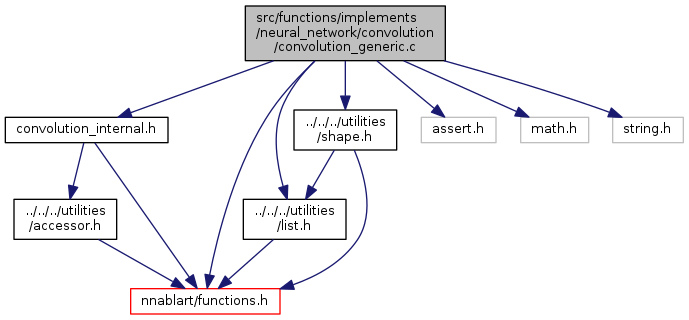 src/functions/implements
/neural_network/convolution
/convolution_generic.c
convolution_internal.h
../../../utilities
/shape.h
assert.h
math.h
string.h
../../../utilities
/accessor.h
../../../utilities
/list.h
nnablart/functions.h